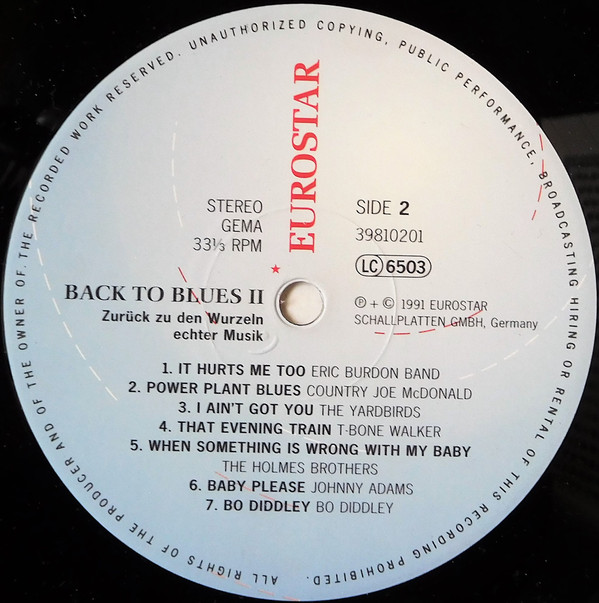 ALL RIGHTS OF THE PRODUCER AND OF THE OWNER OF THE RECORDED WORK RESERVED. UNAUTHORIZED COPYING, PUBLIC PERFORMANCE, BROADCASTING HIRING OR RENTAL OF THIS RECORDING PROHIBITED.
EUROSTAR
STEREO
GEMA
33⅓ RPM
SIDE 2
39810201
LC 6503
BACK TO BLUES II
Zurück zu den Wurzeln
echter Musik
℗ + © 1991 EUROSTAR
SCHALLPLATTEN GMBH, Germany
1. IT HURTS ME TOO ERIC BURDON BAND
2. POWER PLANT BLUES COUNTRY JOE McDONALD
3. I AIN'T GOT YOU THE YARDBIRDS
4. THAT EVENING TRAIN T-BONE WALKER
5. WHEN SOMETHING IS WRONG WITH MY BABY
THE HOLMES BROTHERS
6. BABY PLEASE JOHNNY ADAMS
7. BO DIDDLEY BO DIDDLEY